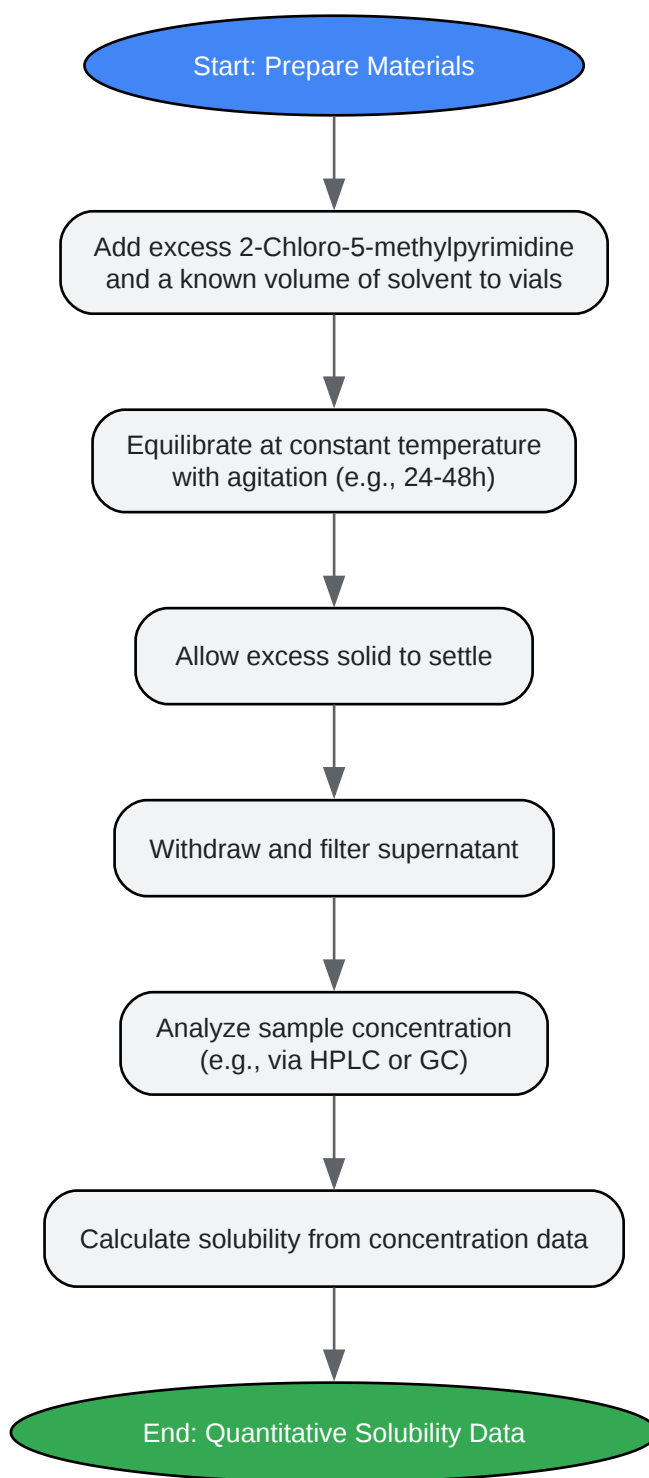 Start: Prepare Materials
Add excess 2-Chloro-5-methylpyrimidine
and a known volume of solvent to vials
Equilibrate at constant temperature
with agitation (e.g., 24-48h)
Allow excess solid to settle
Withdraw and filter supernatant
Analyze sample concentration
(e.g., via HPLC or GC)
Calculate solubility from concentration data
End: Quantitative Solubility Data